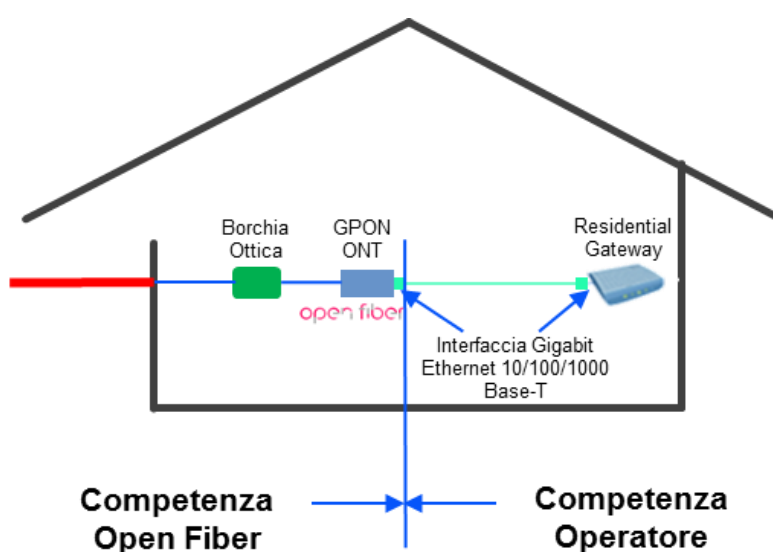 Borchia
Ottica
GPON
ONT
Residential
Gateway
open fiber
Interfaccia Gigabit
Ethernet 10/100/1000
Base-T
Competenza
Open Fiber
Competenza
Operatore